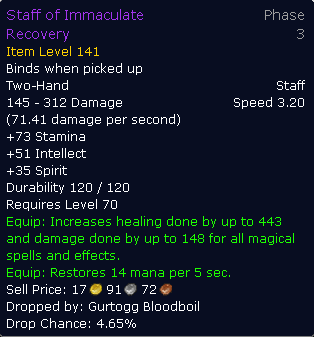 Staff of Immaculate Phase
Recovery 3
Item Level 141
Binds when picked up
Two-Hand Staff
145 - 312 Damage Speed 3.20
(71.41 damage per second)
+73 Stamina
+51 Intellect
+35 Spirit
Durability 120 / 120
Requires Level 70
Equip: Increases healing done by up to 443
and damage done by up to 148 for all magical
spells and effects.
Equip: Restores 14 mana per 5 sec.
Sell Price: 17 91 72
Dropped by: Gurtogg Bloodboil
Drop Chance: 4.65%